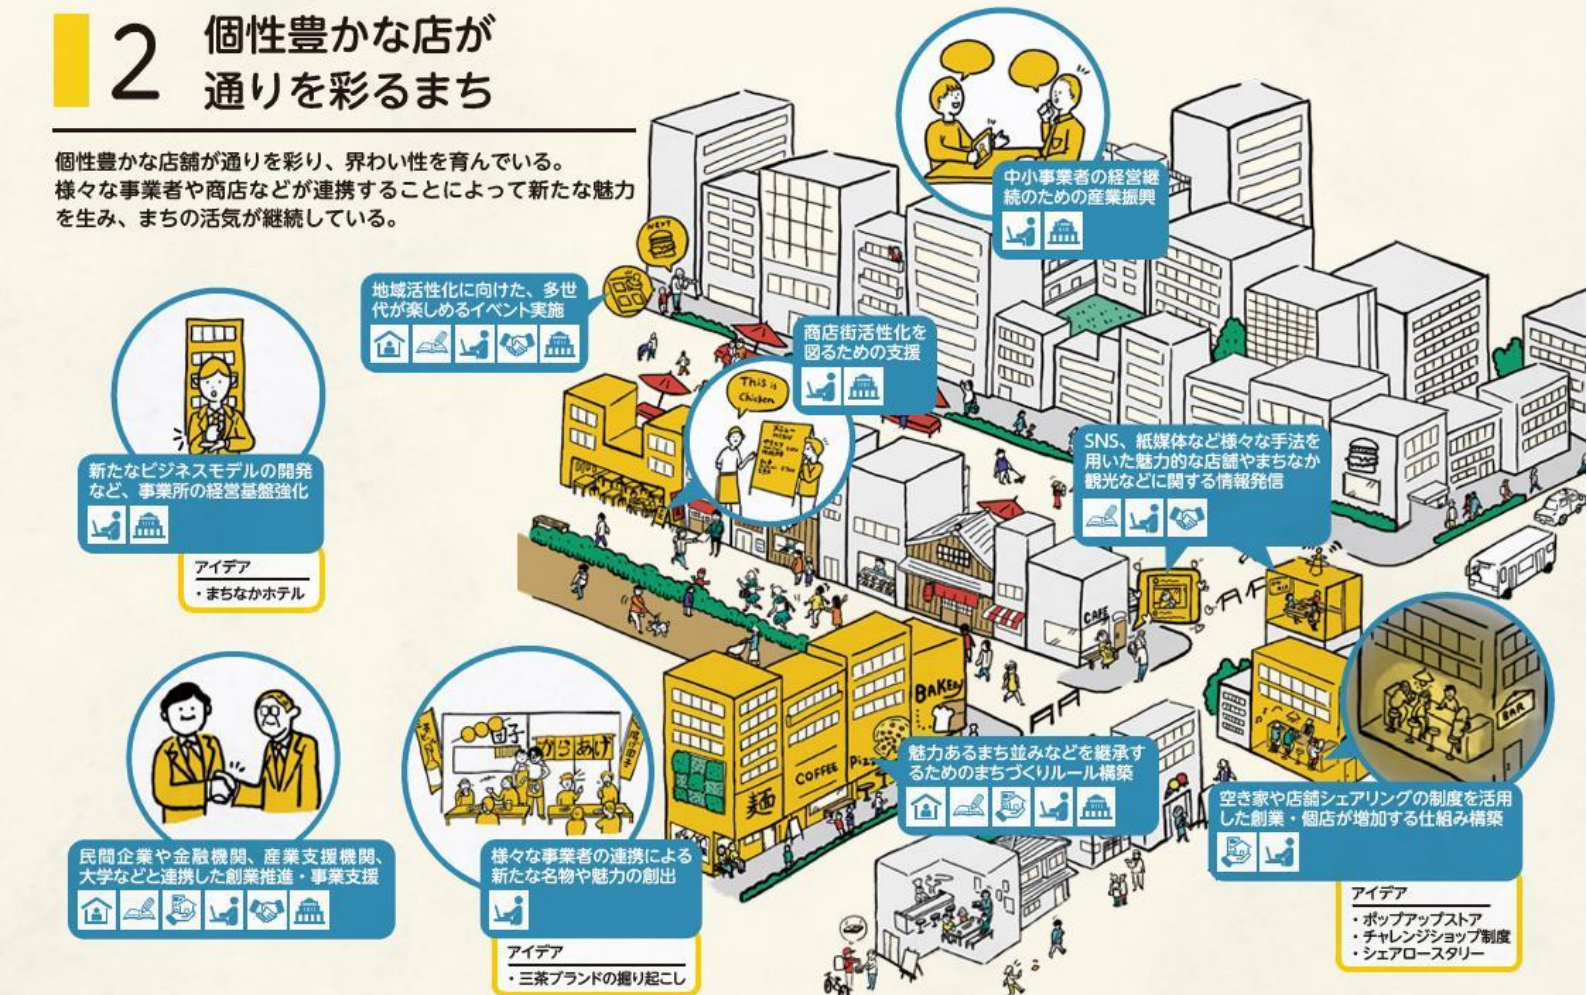 2
個性豊かな店が
通りを彩るまち
個性豊かな店舗が通りを彩り、界わい性を育んでいる。
様々な事業者や商店などが連携することによって新たな魅力
を生み、まちの活気が継続している。
中小事業者の経営継
続のための産業振興
NEXT
地域活性化に向けた、多世
代が楽しめるイベント実施
商店街活性化を
図るための支援
This is
Chicken
メニュー
MENU
SNS、紙媒体など様々な手法を
用いた魅力的な店舗やまちなか
観光などに関する情報発信
新たなビジネスモデルの開発
など、事業所の経営基盤強化
アイデア
・まちなかホテル
CAFE
BAKERY
COFFEE
麺
BAR
団子
からあげ
魅力あるまち並みなどを継承す
るためのまちづくりルール構築
空き家や店舗シェアリングの制度を活用
した創業・個店が増加する仕組み構築
アイデア
・ポップアップストア
・チャレンジショップ制度
・シェアロースタリー
民間企業や金融機関、産業支援機関、
大学などと連携した創業推進・事業支援
様々な事業者の連携による
新たな名物や魅力の創出
アイデア
・三茶ブランドの掘り起こし